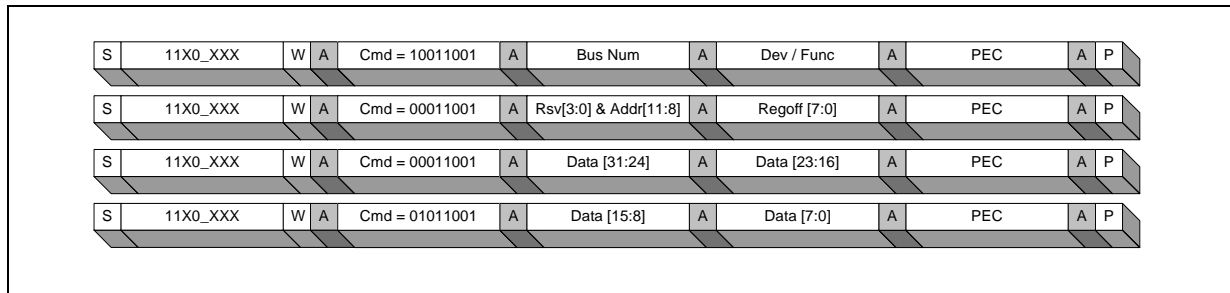 S 11X0_XXX W A Cmd = 10011001 A Bus Num A Dev / Func A PEC A P
S 11X0_XXX W A Cmd = 00011001 A Rsv[3:0] & Addr[11:8] A Regoff [7:0] A PEC A P
S 11X0_XXX W A Cmd = 00011001 A Data [31:24] A Data [23:16] A PEC A P
S 11X0_XXX W A Cmd = 01011001 A Data [15:8] A Data [7:0] A PEC A P